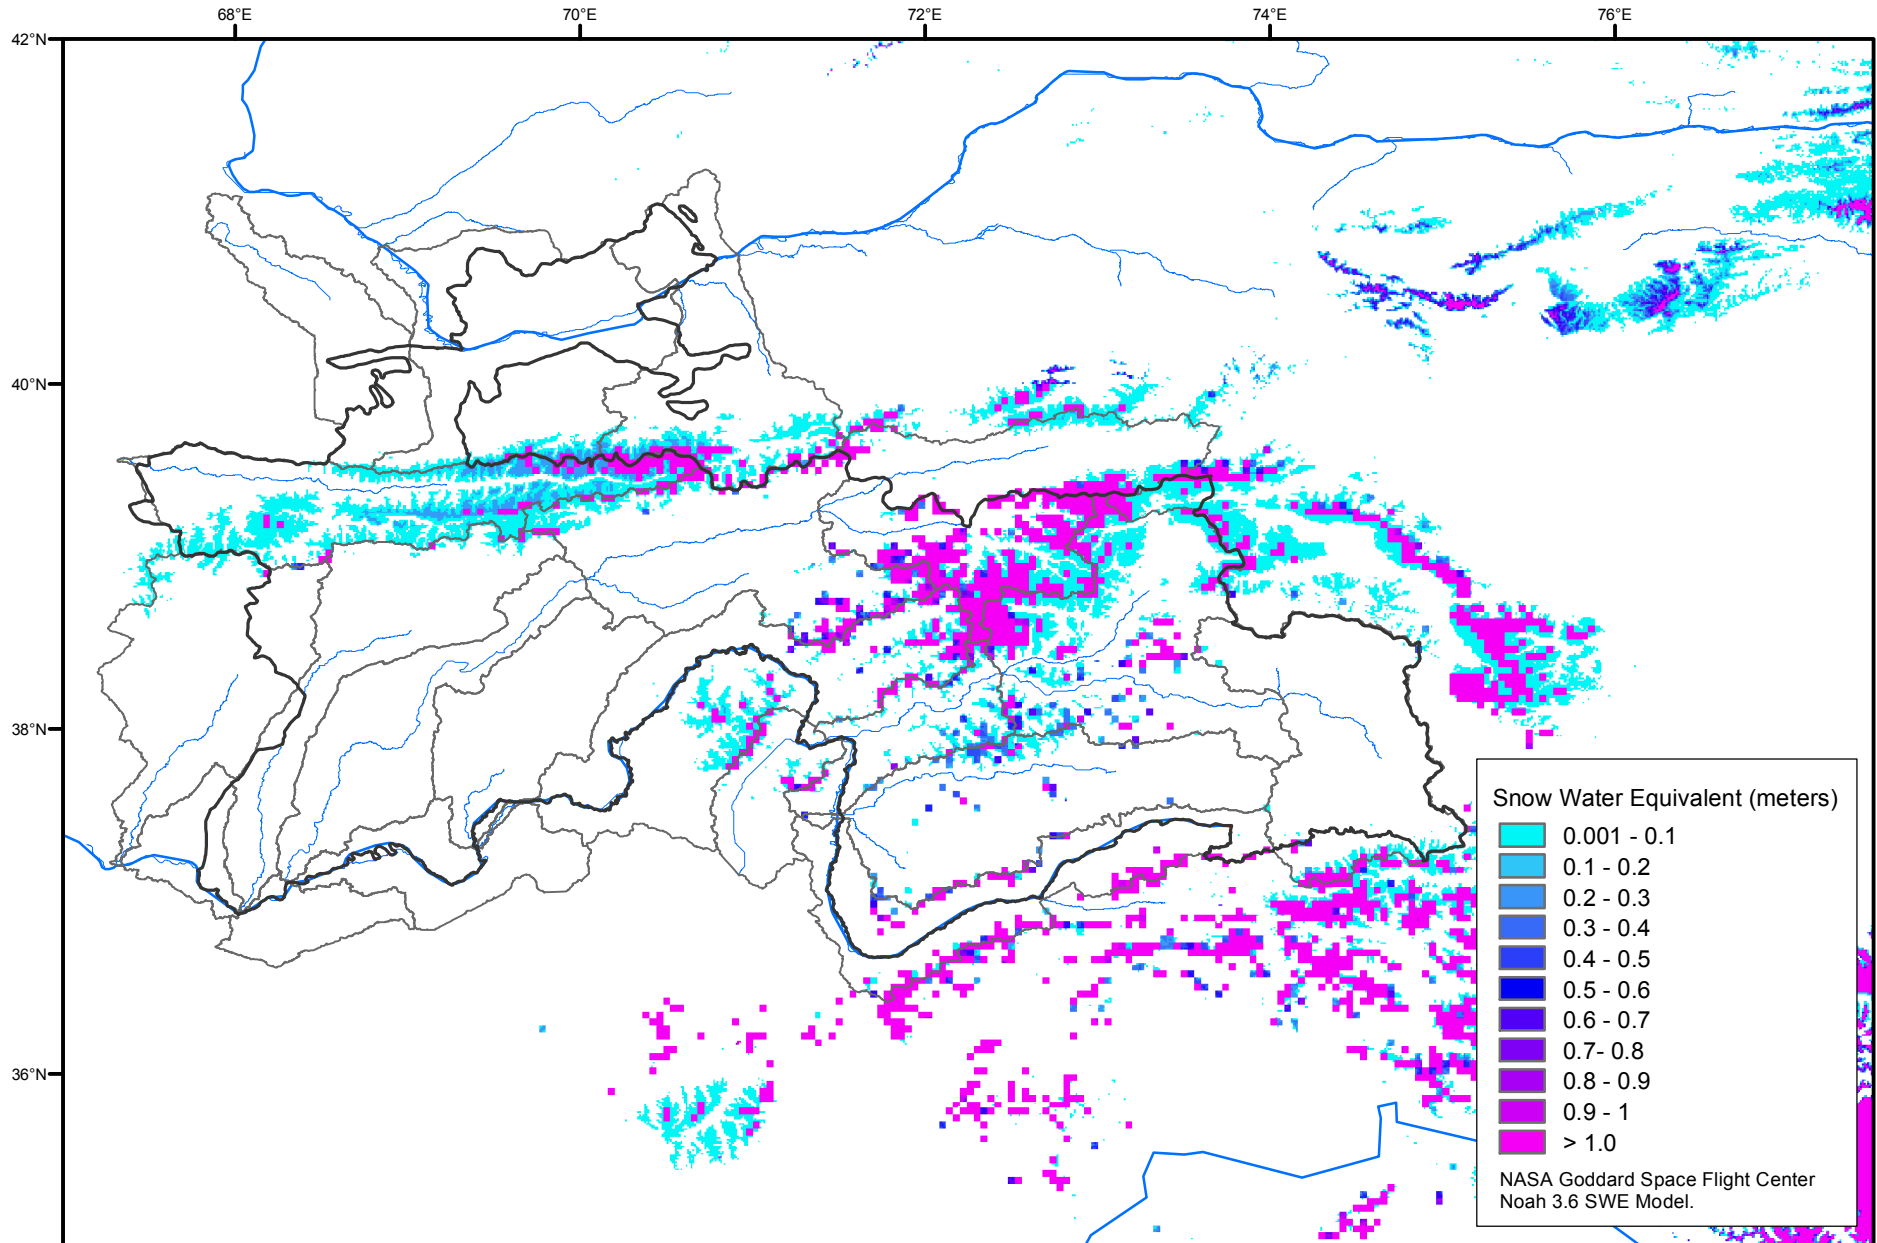 68°E 70°E 72°E 74°E 76°E
42°N
40°N
38°N
36°N
Snow Water Equivalent (meters)
0.001 - 0.1
0.1 - 0.2
0.2 - 0.3
0.3 - 0.4
0.4 - 0.5
0.5 - 0.6
0.6 - 0.7
0.7- 0.8
0.8 - 0.9
0.9 - 1
> 1.0
NASA Goddard Space Flight Center
Noah 3.6 SWE Model.